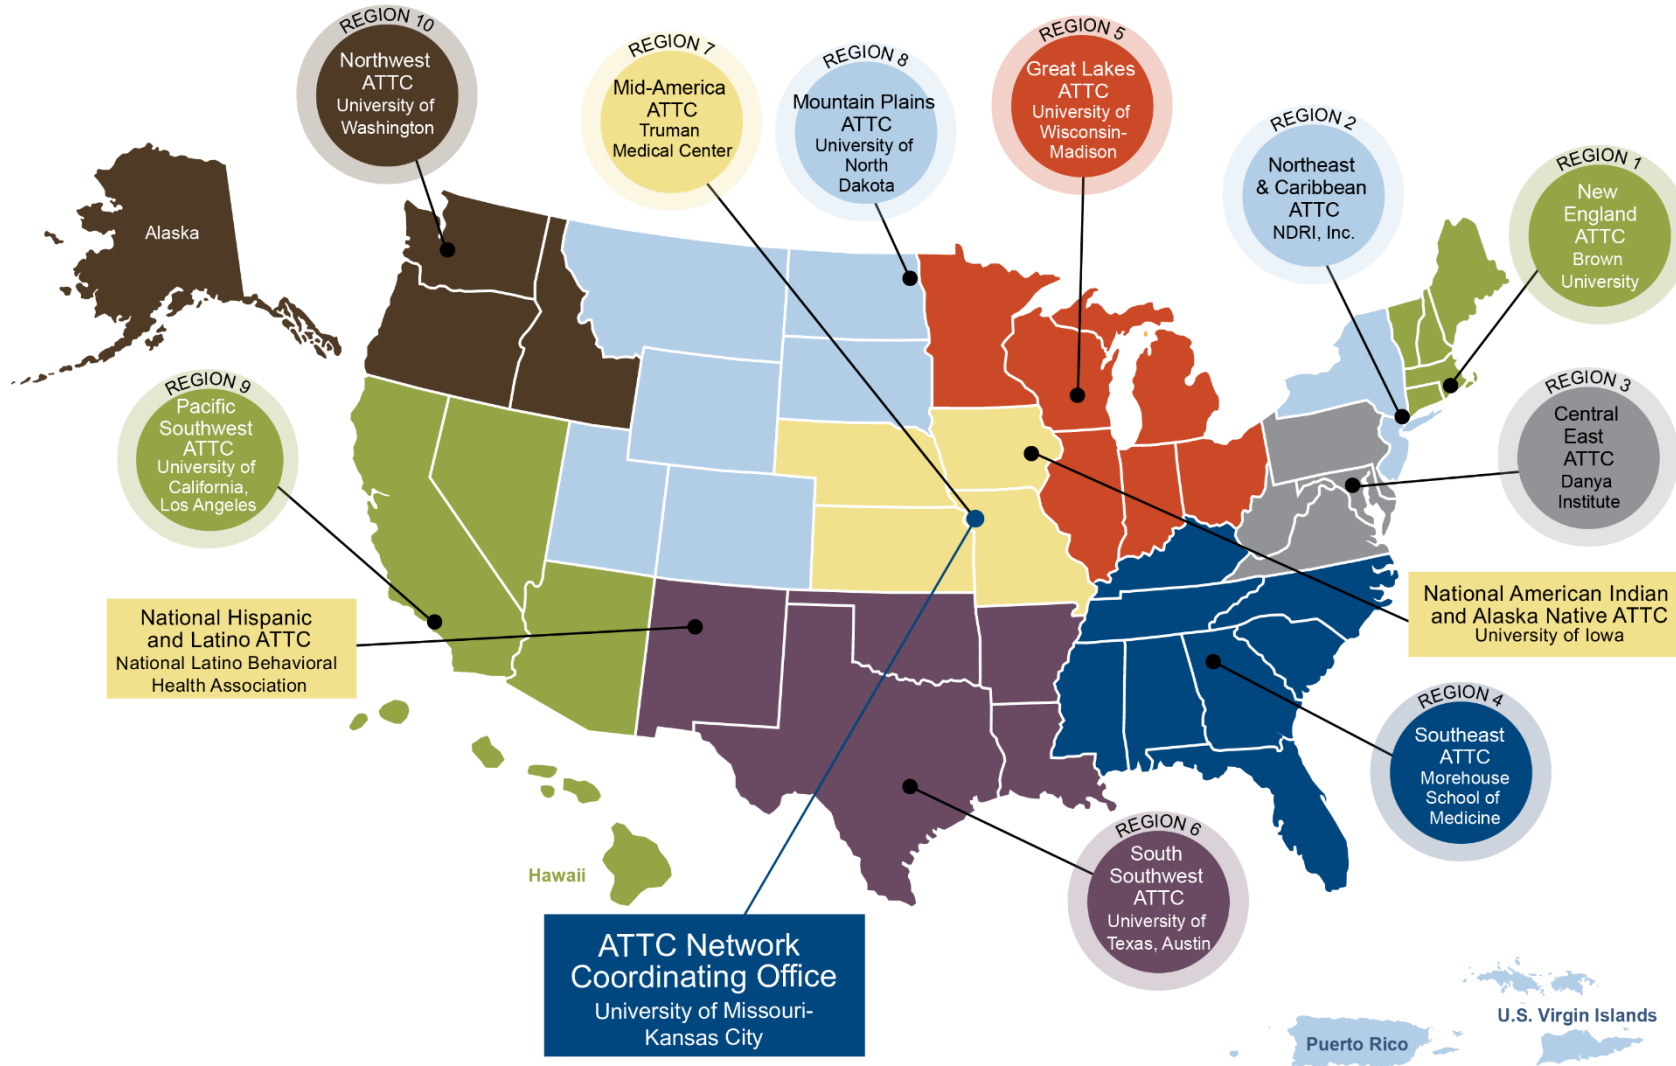 REGION 10
Northwest
ATTC
University of
Washington
REGION 7
Mid-America
ATTC
Truman
Medical Center
REGION 8
Mountain Plains
ATTC
University of
North
Dakota
REGION 5
Great Lakes
ATTC
University of
Wisconsin-
Madison
REGION 2
Northeast
& Caribbean
ATTC
NDRI, Inc.
REGION 1
New
England
ATTC
Brown
University
Alaska
REGION 9
Pacific
Southwest
ATTC
University of
California,
Los Angeles
REGION 3
Central
East
ATTC
Danya
Institute
National Hispanic
and Latino ATTC
National Latino Behavioral
Health Association
National American Indian
and Alaska Native ATTC
University of Iowa
REGION 4
Southeast
ATTC
Morehouse
School of
Medicine
REGION 6
South
Southwest
ATTC
University of
Texas, Austin
Hawaii
ATTC Network
Coordinating Office
University of Missouri-
Kansas City
U.S. Virgin Islands
Puerto Rico